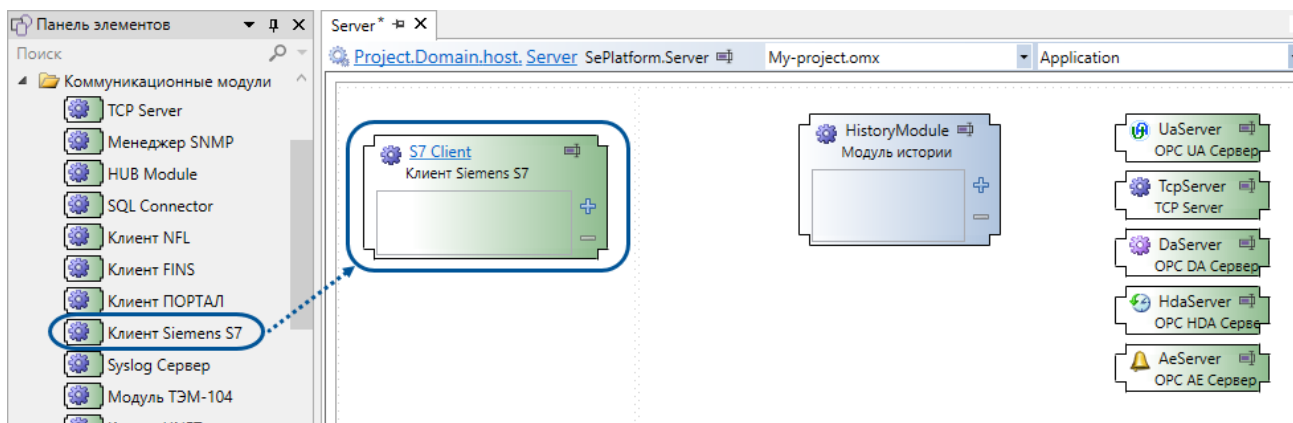 Панель элементов
Поиск
Коммуникационные модули
TCP Server
Менеджер SNMP
HUB Module
SQL Connector
Клиент NFL
Клиент FINS
Клиент ПОРТАЛ
Клиент Siemens S7
Syslog Сервер
Модуль ТЭМ-104
Server*
Project.Domain.host. Server SePlatform.Server
My-project.omx
Application
S7 Client
Клиент Siemens S7
HistoryModule
Модуль истории
UaServer
OPC UA Сервер
TcpServer
TCP Server
DaServer
OPC DA Сервер
HdaServer
OPC HDA Серве
AeServer
OPC AE Сервер